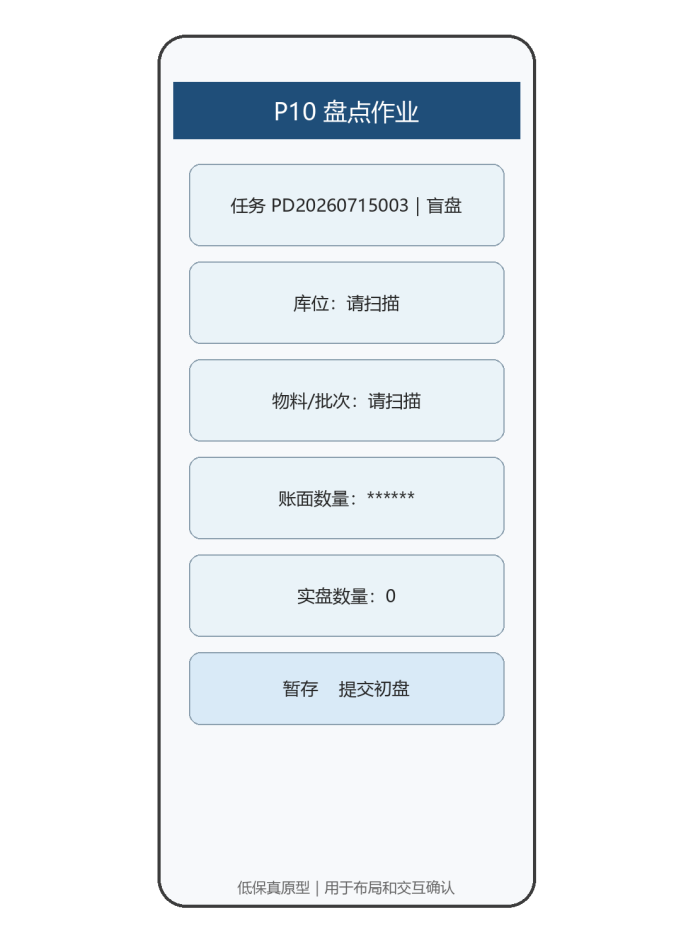 P10 盘点作业
任务 PD20260715003 | 盲盘
库位：请扫描
物料/批次：请扫描
账面数量：******
实盘数量：0
暂存 提交初盘
低保真原型 | 用于布局和交互确认